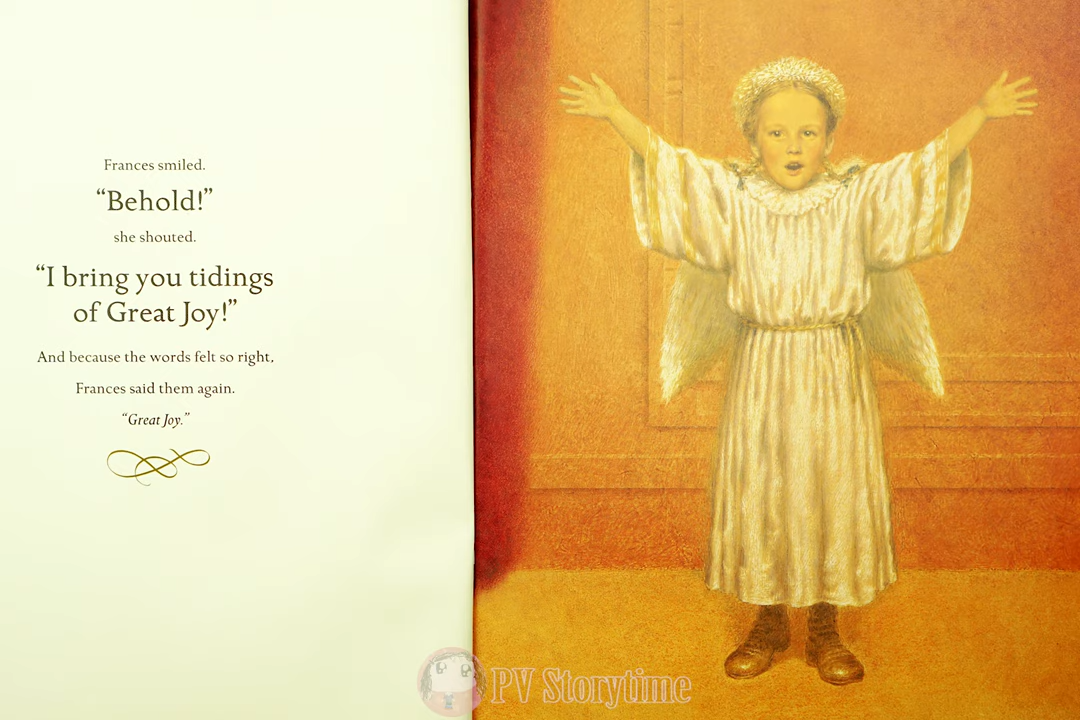 Frances smiled.
“Behold!”
she shouted.
“I bring you tidings
of Great Joy!”
And because the words felt so right,
Frances said them again.
“Great Joy.”
PV Storytime